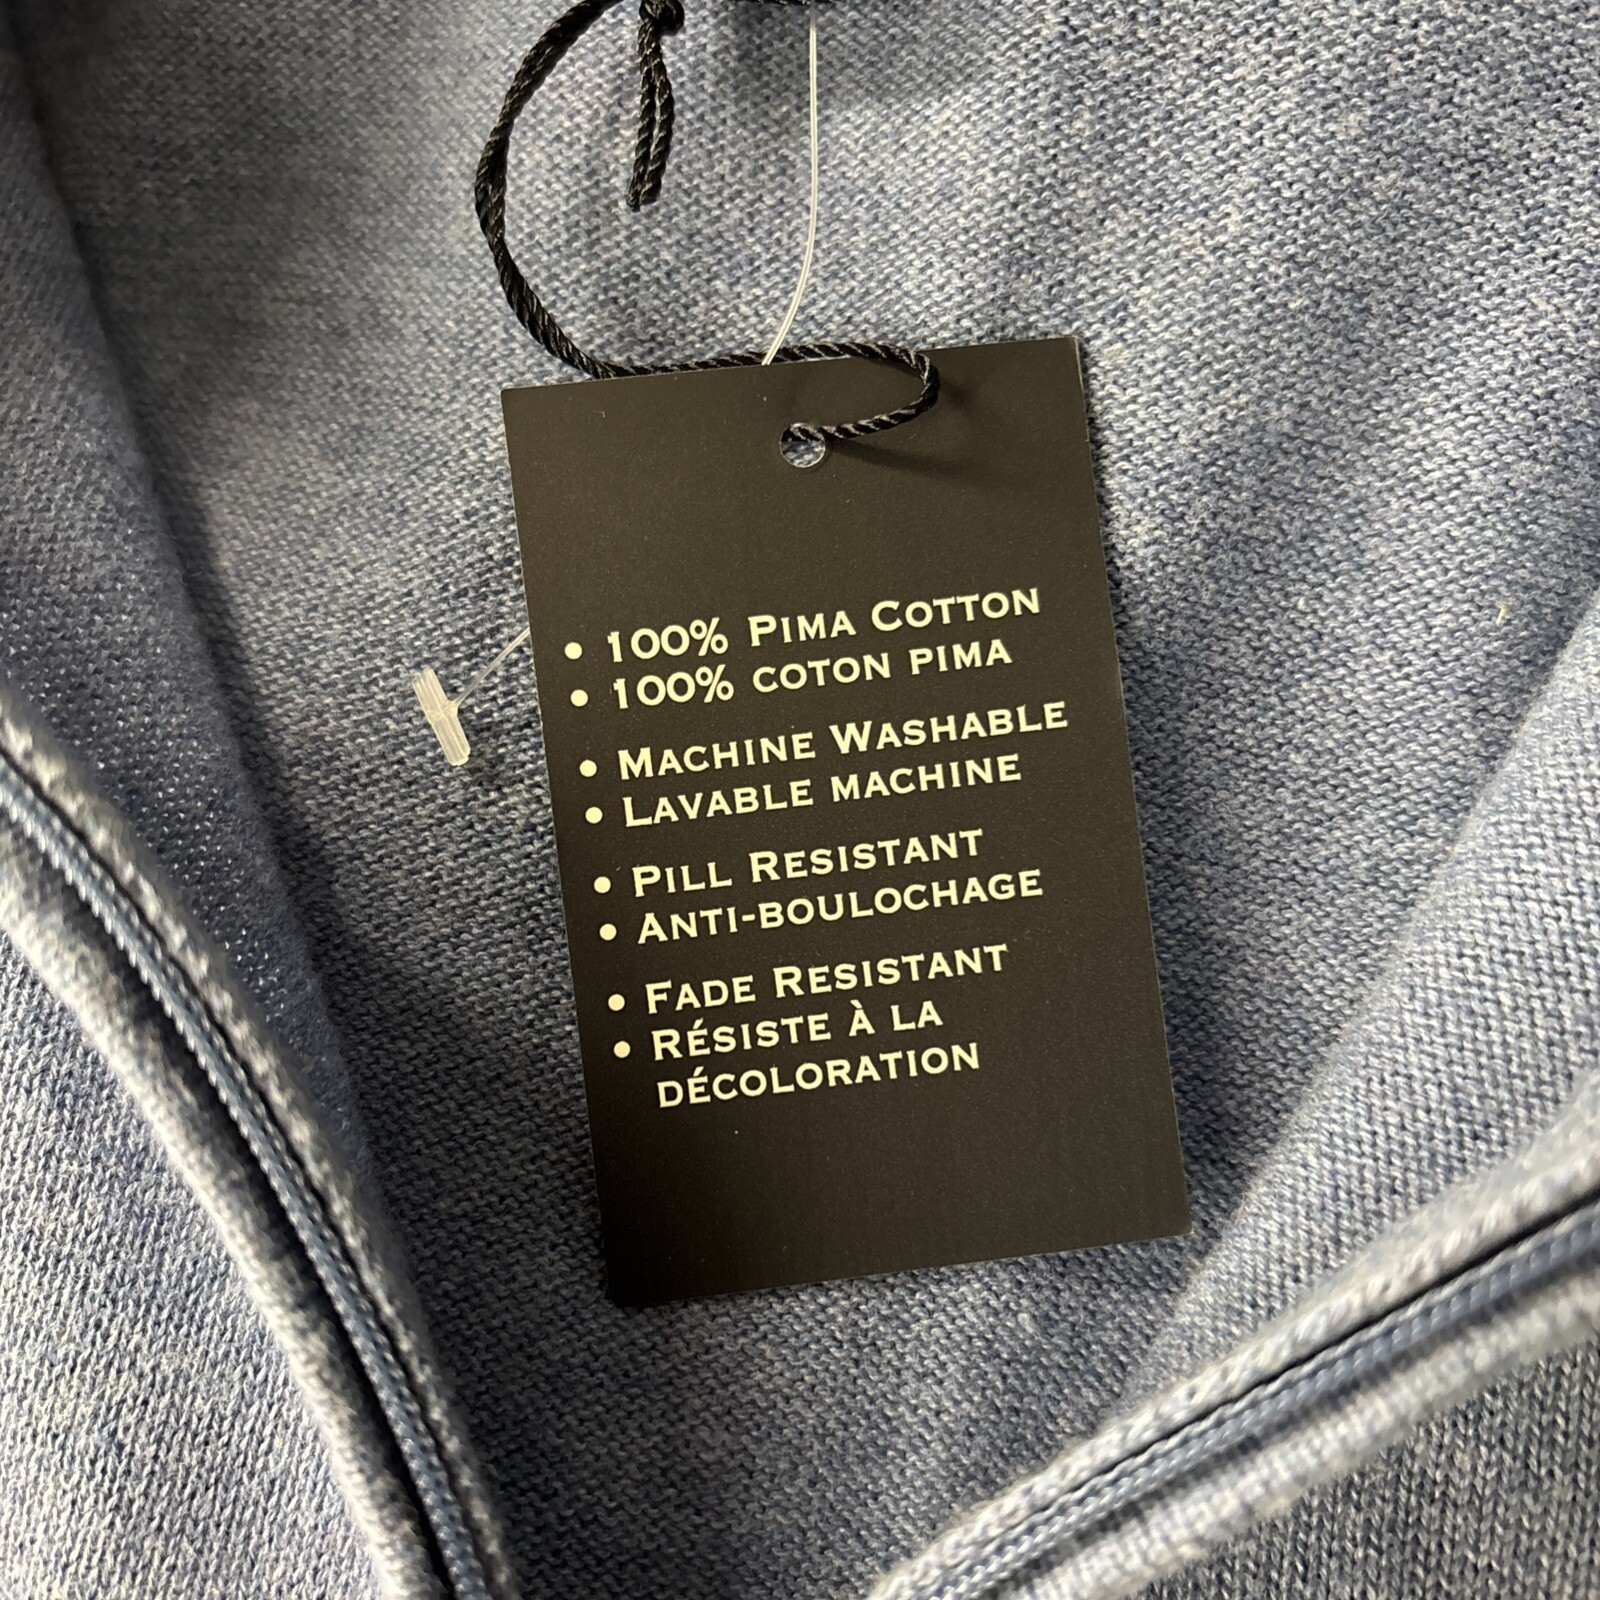 • 100% PIMA COTTON
• 100% COTON PIMA
• MACHINE WASHABLE
• LAVABLE MACHINE
• PILL RESISTANT
• ANTI-BOULOCHAGE
• FADE RESISTANT
• RÉSISTE À LA
DÉCOLORATION